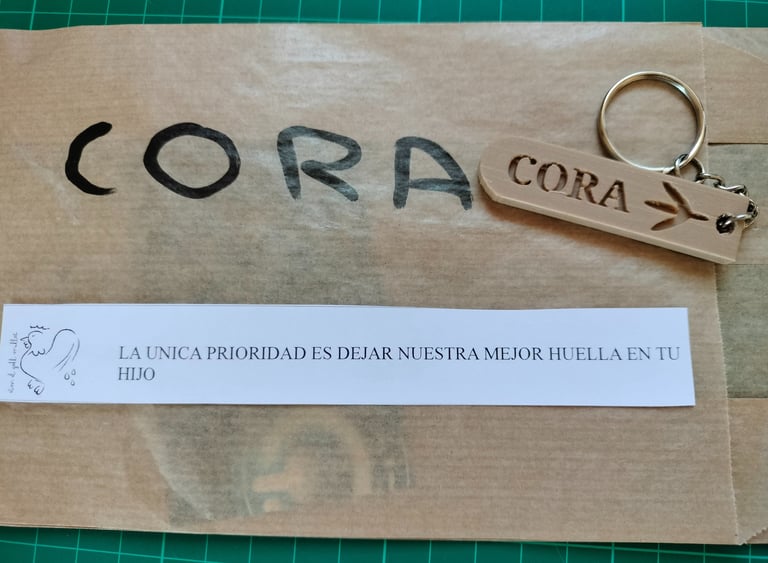 CORA
CORA
LA UNICA PRIORIDAD ES DEJAR NUESTRA MEJOR HUELLA EN TU
HIJO